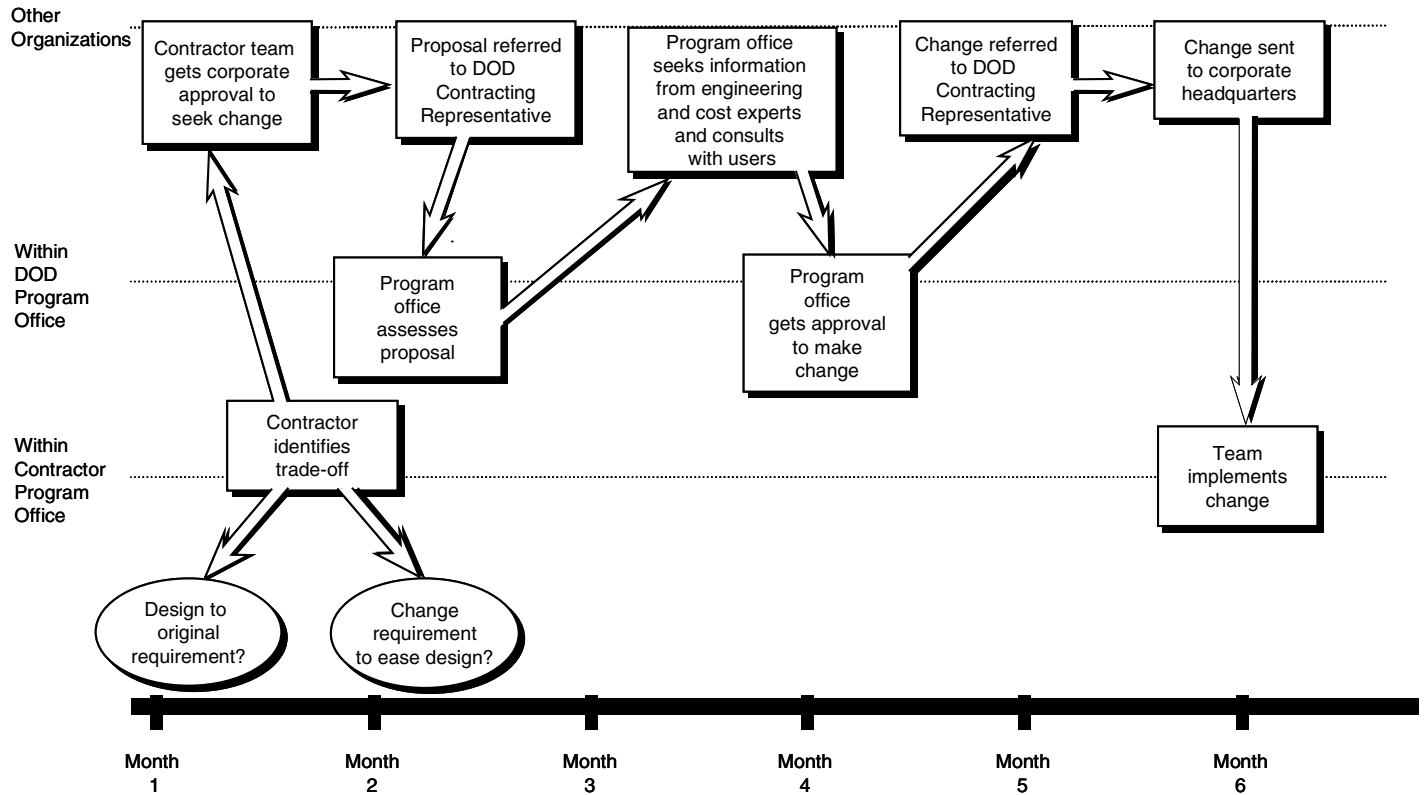 Other
Organizations
Contractor team
gets corporate
approval to
seek change
Proposal referred
to DOD
Contracting
Representative
Program office
seeks information
from engineering
and cost experts
and consults
with users
Change referred
to DOD
Contracting
Representative
Change sent
to corporate
headquarters
Within
DOD
Program
Office
Program
office
assesses
proposal
Program
office
gets approval
to make
change
Within
Contractor
Program
Office
Contractor
identifies
trade-off
Team
implements
change
Design to
original
requirement?
Change
requirement
to ease design?
Month
1
Month
2
Month
3
Month
4
Month
5
Month
6